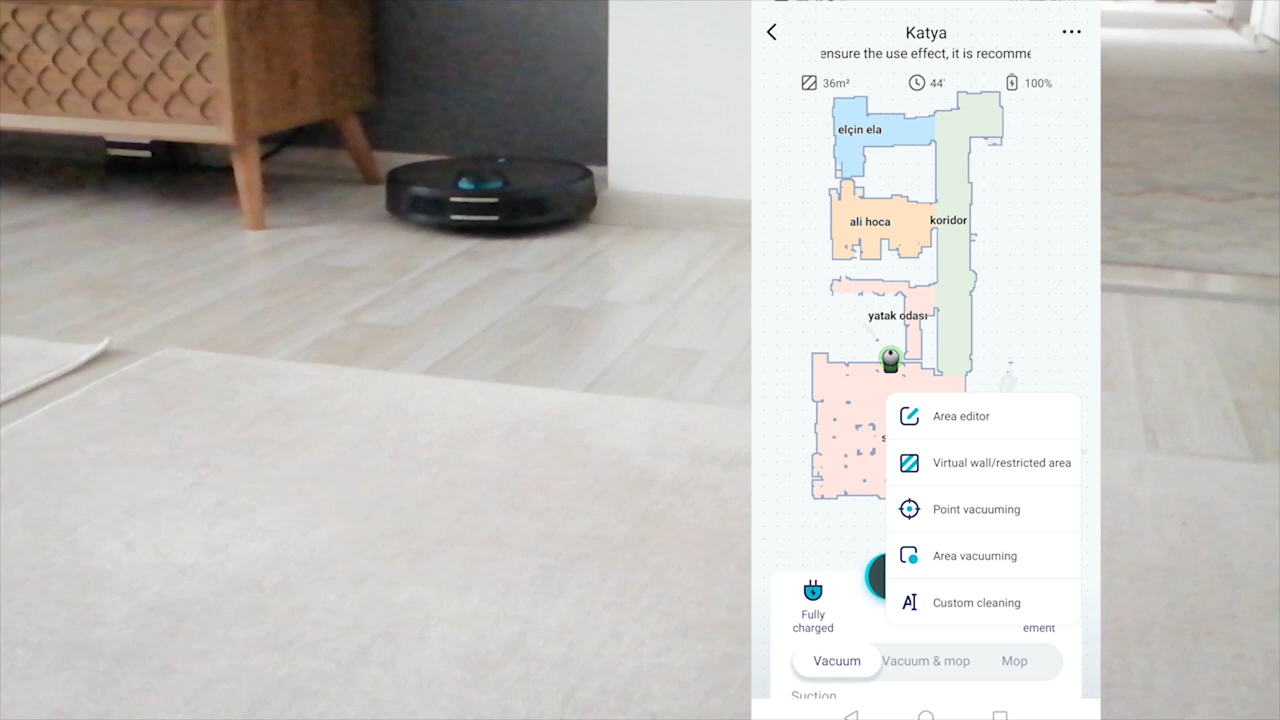 Katya
ensure the use effect, it is recomme
36m² 44' 100%
elçin ela
ali hoca
koridor
yatak odası
Area editor
Virtual wall/restricted area
Point vacuuming
Area vacuuming
Custom cleaning
Fully
charged
ement
Vacuum Vacuum & mop Mop
Suction